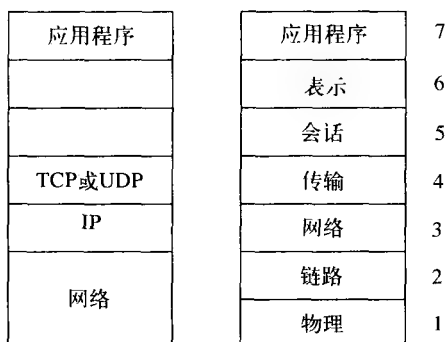 应用程序 应用程序 7
表示 6
会话 5
TCP或UDP 传输 4
IP 网络 3
网络 链路 2
物理 1